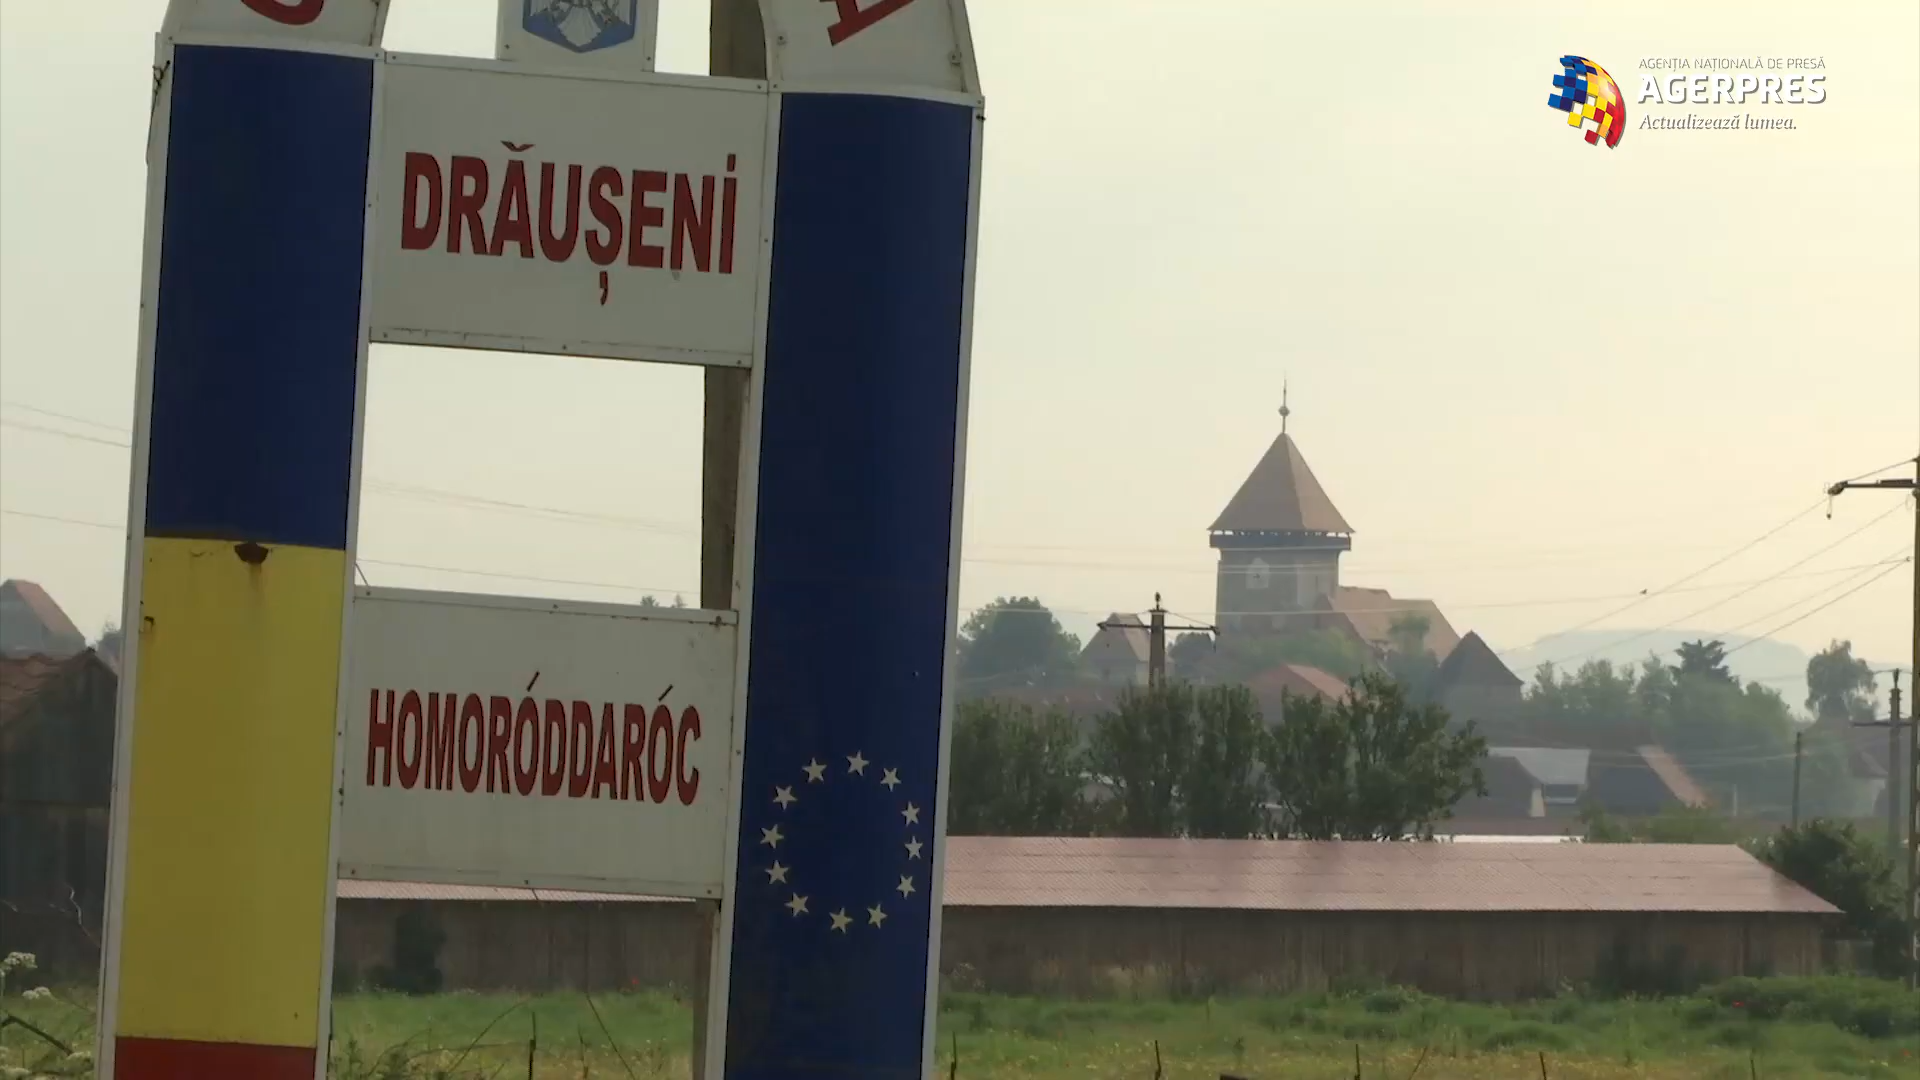 DRĂUȘENİ
HOMORÓDDARÓC
AGENȚIA NAȚIONALĂ DE PRESĂ
AGERPRES
Actualizează lumea.